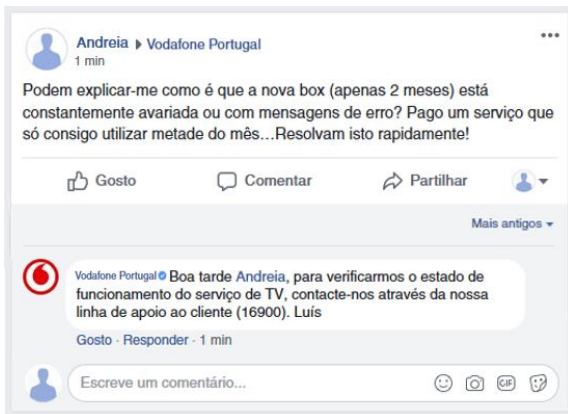 Andreia ▸ Vodafone Portugal
1 min
Podem explicar-me como é que a nova box (apenas 2 meses) está
constantemente avariada ou com mensagens de erro? Pago um serviço que
só consigo utilizar metade do mês…Resolvam isto rapidamente!
Gosto Comentar Partilhar
Mais antigos
Vodafone Portugal Boa tarde Andreia, para verificarmos o estado de
funcionamento do serviço de TV, contacte-nos através da nossa
linha de apoio ao cliente (16900). Luís
Gosto · Responder · 1 min
Escreve um comentário... GIF